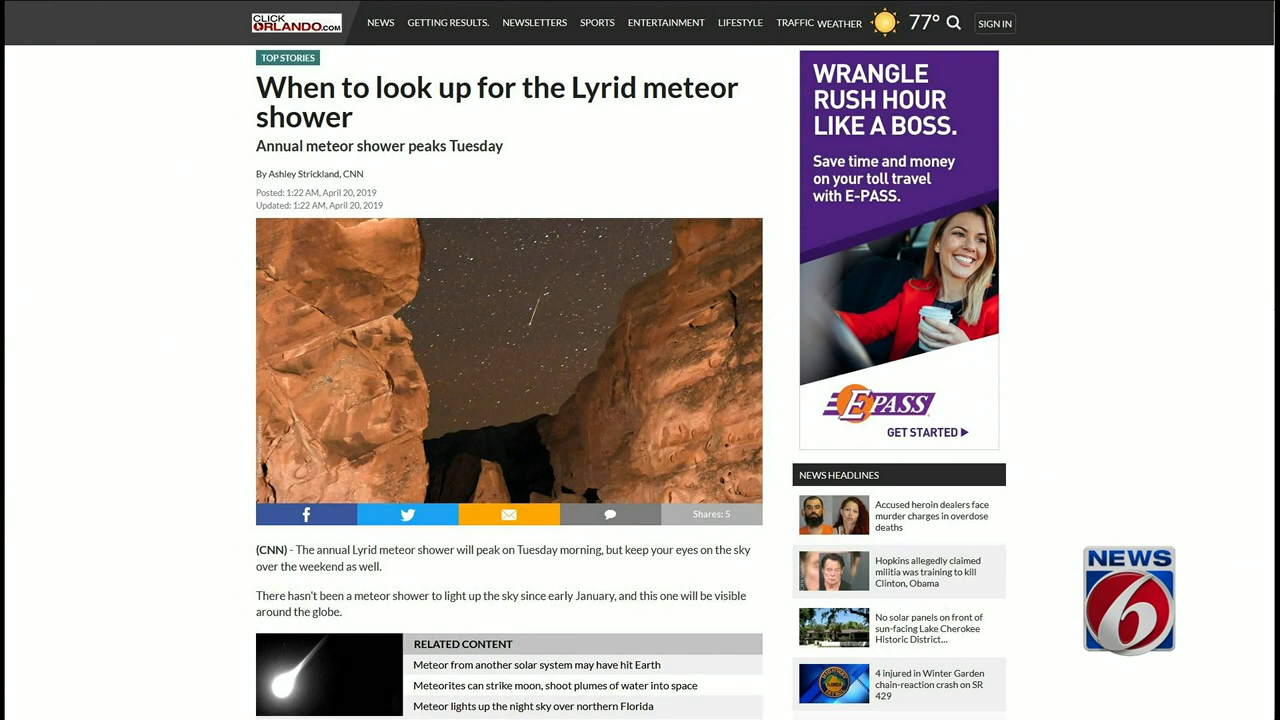 CLICK
ORLANDO.COM
NEWS GETTING RESULTS. NEWSLETTERS SPORTS ENTERTAINMENT LIFESTYLE TRAFFIC WEATHER 77° SIGN IN
TOP STORIES
When to look up for the Lyrid meteor
shower
Annual meteor shower peaks Tuesday
By Ashley Strickland, CNN
Posted: 1:22 AM, April 20, 2019
Updated: 1:22 AM, April 20, 2019
Shares: 5
(CNN) - The annual Lyrid meteor shower will peak on Tuesday morning, but keep your eyes on the sky
over the weekend as well.
There hasn't been a meteor shower to light up the sky since early January, and this one will be visible
around the globe.
RELATED CONTENT
Meteor from another solar system may have hit Earth
Meteorites can strike moon, shoot plumes of water into space
Meteor lights up the night sky over northern Florida
WRANGLE
RUSH HOUR
LIKE A BOSS.
Save time and money
on your toll travel
with E-PASS.
E-PASS
GET STARTED
NEWS HEADLINES
Accused heroin dealers face
murder charges in overdose
deaths
Hopkins allegedly claimed
militia was training to kill
Clinton, Obama
No solar panels on front of
sun-facing Lake Cherokee
Historic District...
4 injured in Winter Garden
chain-reaction crash on SR
429
NEWS
6